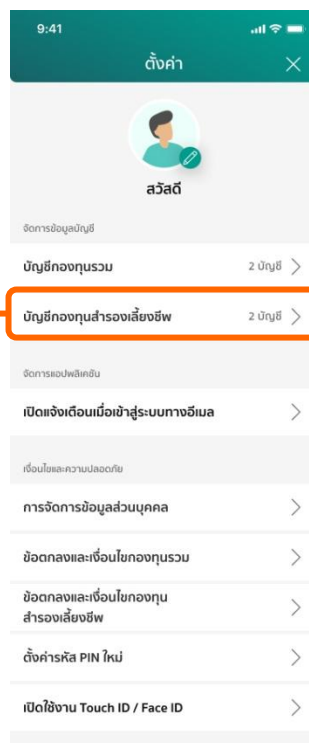 9:41
ตั้งค่า
สวัสดี
จัดการข้อมูลบัญชี
บัญชีกองทุนรวม 2 บัญชี
บัญชีกองทุนสำรองเลี้ยงชีพ 2 บัญชี
จัดการแอปพลิเคชัน
เปิดแจ้งเตือนเมื่อเข้าสู่ระบบทางอีเมล
เงื่อนไขและความปลอดภัย
การจัดการข้อมูลส่วนบุคคล
ข้อตกลงและเงื่อนไขกองทุนรวม
ข้อตกลงและเงื่อนไขกองทุน
สำรองเลี้ยงชีพ
ตั้งค่ารหัส PIN ใหม่
เปิดใช้งาน Touch ID / Face ID